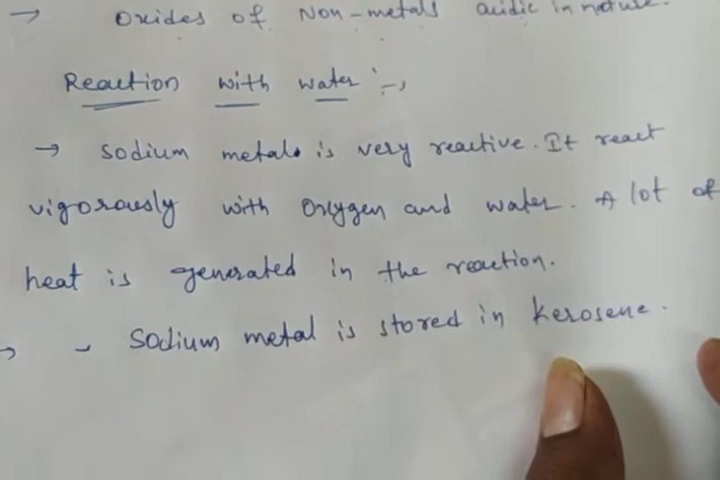 → Oxides of Non-metals acidic in nature.
Reaction with water :→
→ Sodium metal is very reactive. It react
vigorously with Oxygen and water. A lot of
heat is generated in the reaction.
→ - Sodium metal is stored in kerosene.